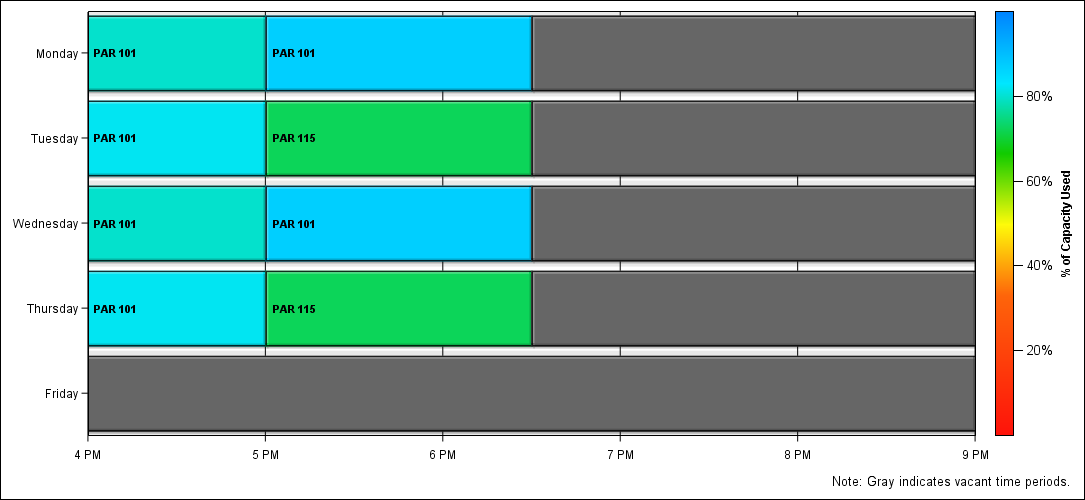 Monday
PAR 101
PAR 101
80%
Tuesday
PAR 101
PAR 115
60%
Wednesday
PAR 101
PAR 101
% of Capacity Used
40%
Thursday
PAR 101
PAR 115
20%
Friday
4 PM
5 PM
6 PM
7 PM
8 PM
9 PM
Note: Gray indicates vacant time periods.